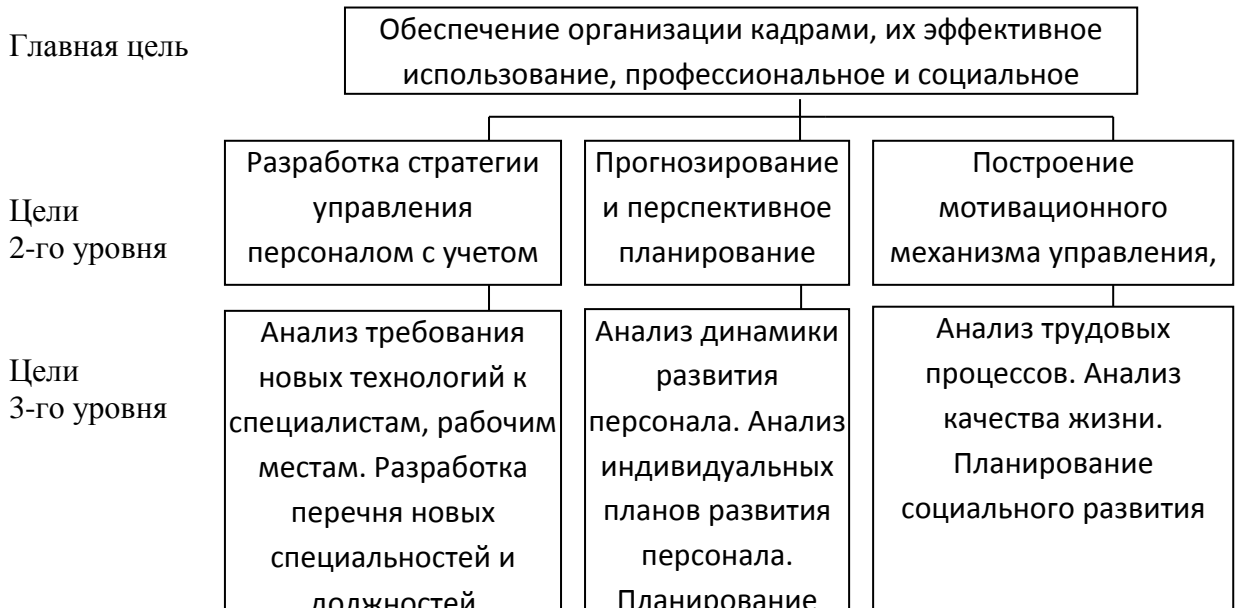 Главная цель
Обеспечение организации кадрами, их эффективное
использование, профессиональное и социальное
Цели
2-го уровня
Разработка стратегии
управления
персоналом с учетом
Прогнозирование
и перспективное
планирование
Построение
мотивационного
механизма управления,
Цели
3-го уровня
Анализ требования
новых технологий к
специалистам, рабочим
местам. Разработка
перечня новых
специальностей и
должностей
Анализ динамики
развития
персонала. Анализ
индивидуальных
планов развития
персонала.
Планирование
Анализ трудовых
процессов. Анализ
качества жизни.
Планирование
социального развития